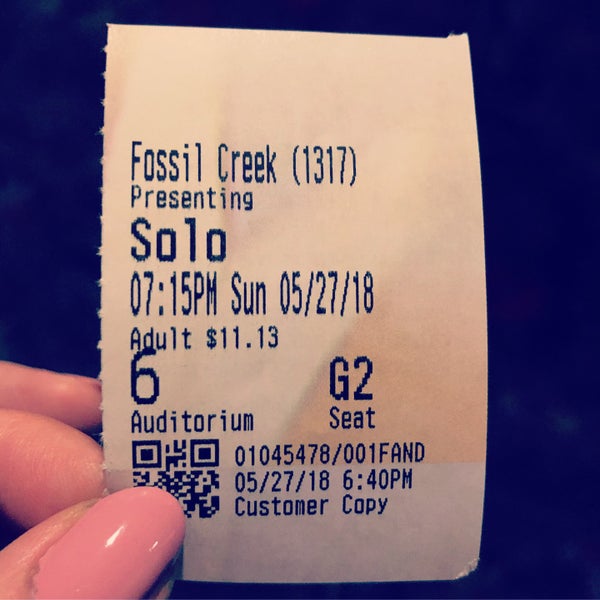 Fossil Creek (1317)
Presenting
Solo
07:15PM Sun 05/27/18
Adult $11.13
6 G2
Auditorium Seat
01045478/001FAND
05/27/18 6:40PM
Customer Copy